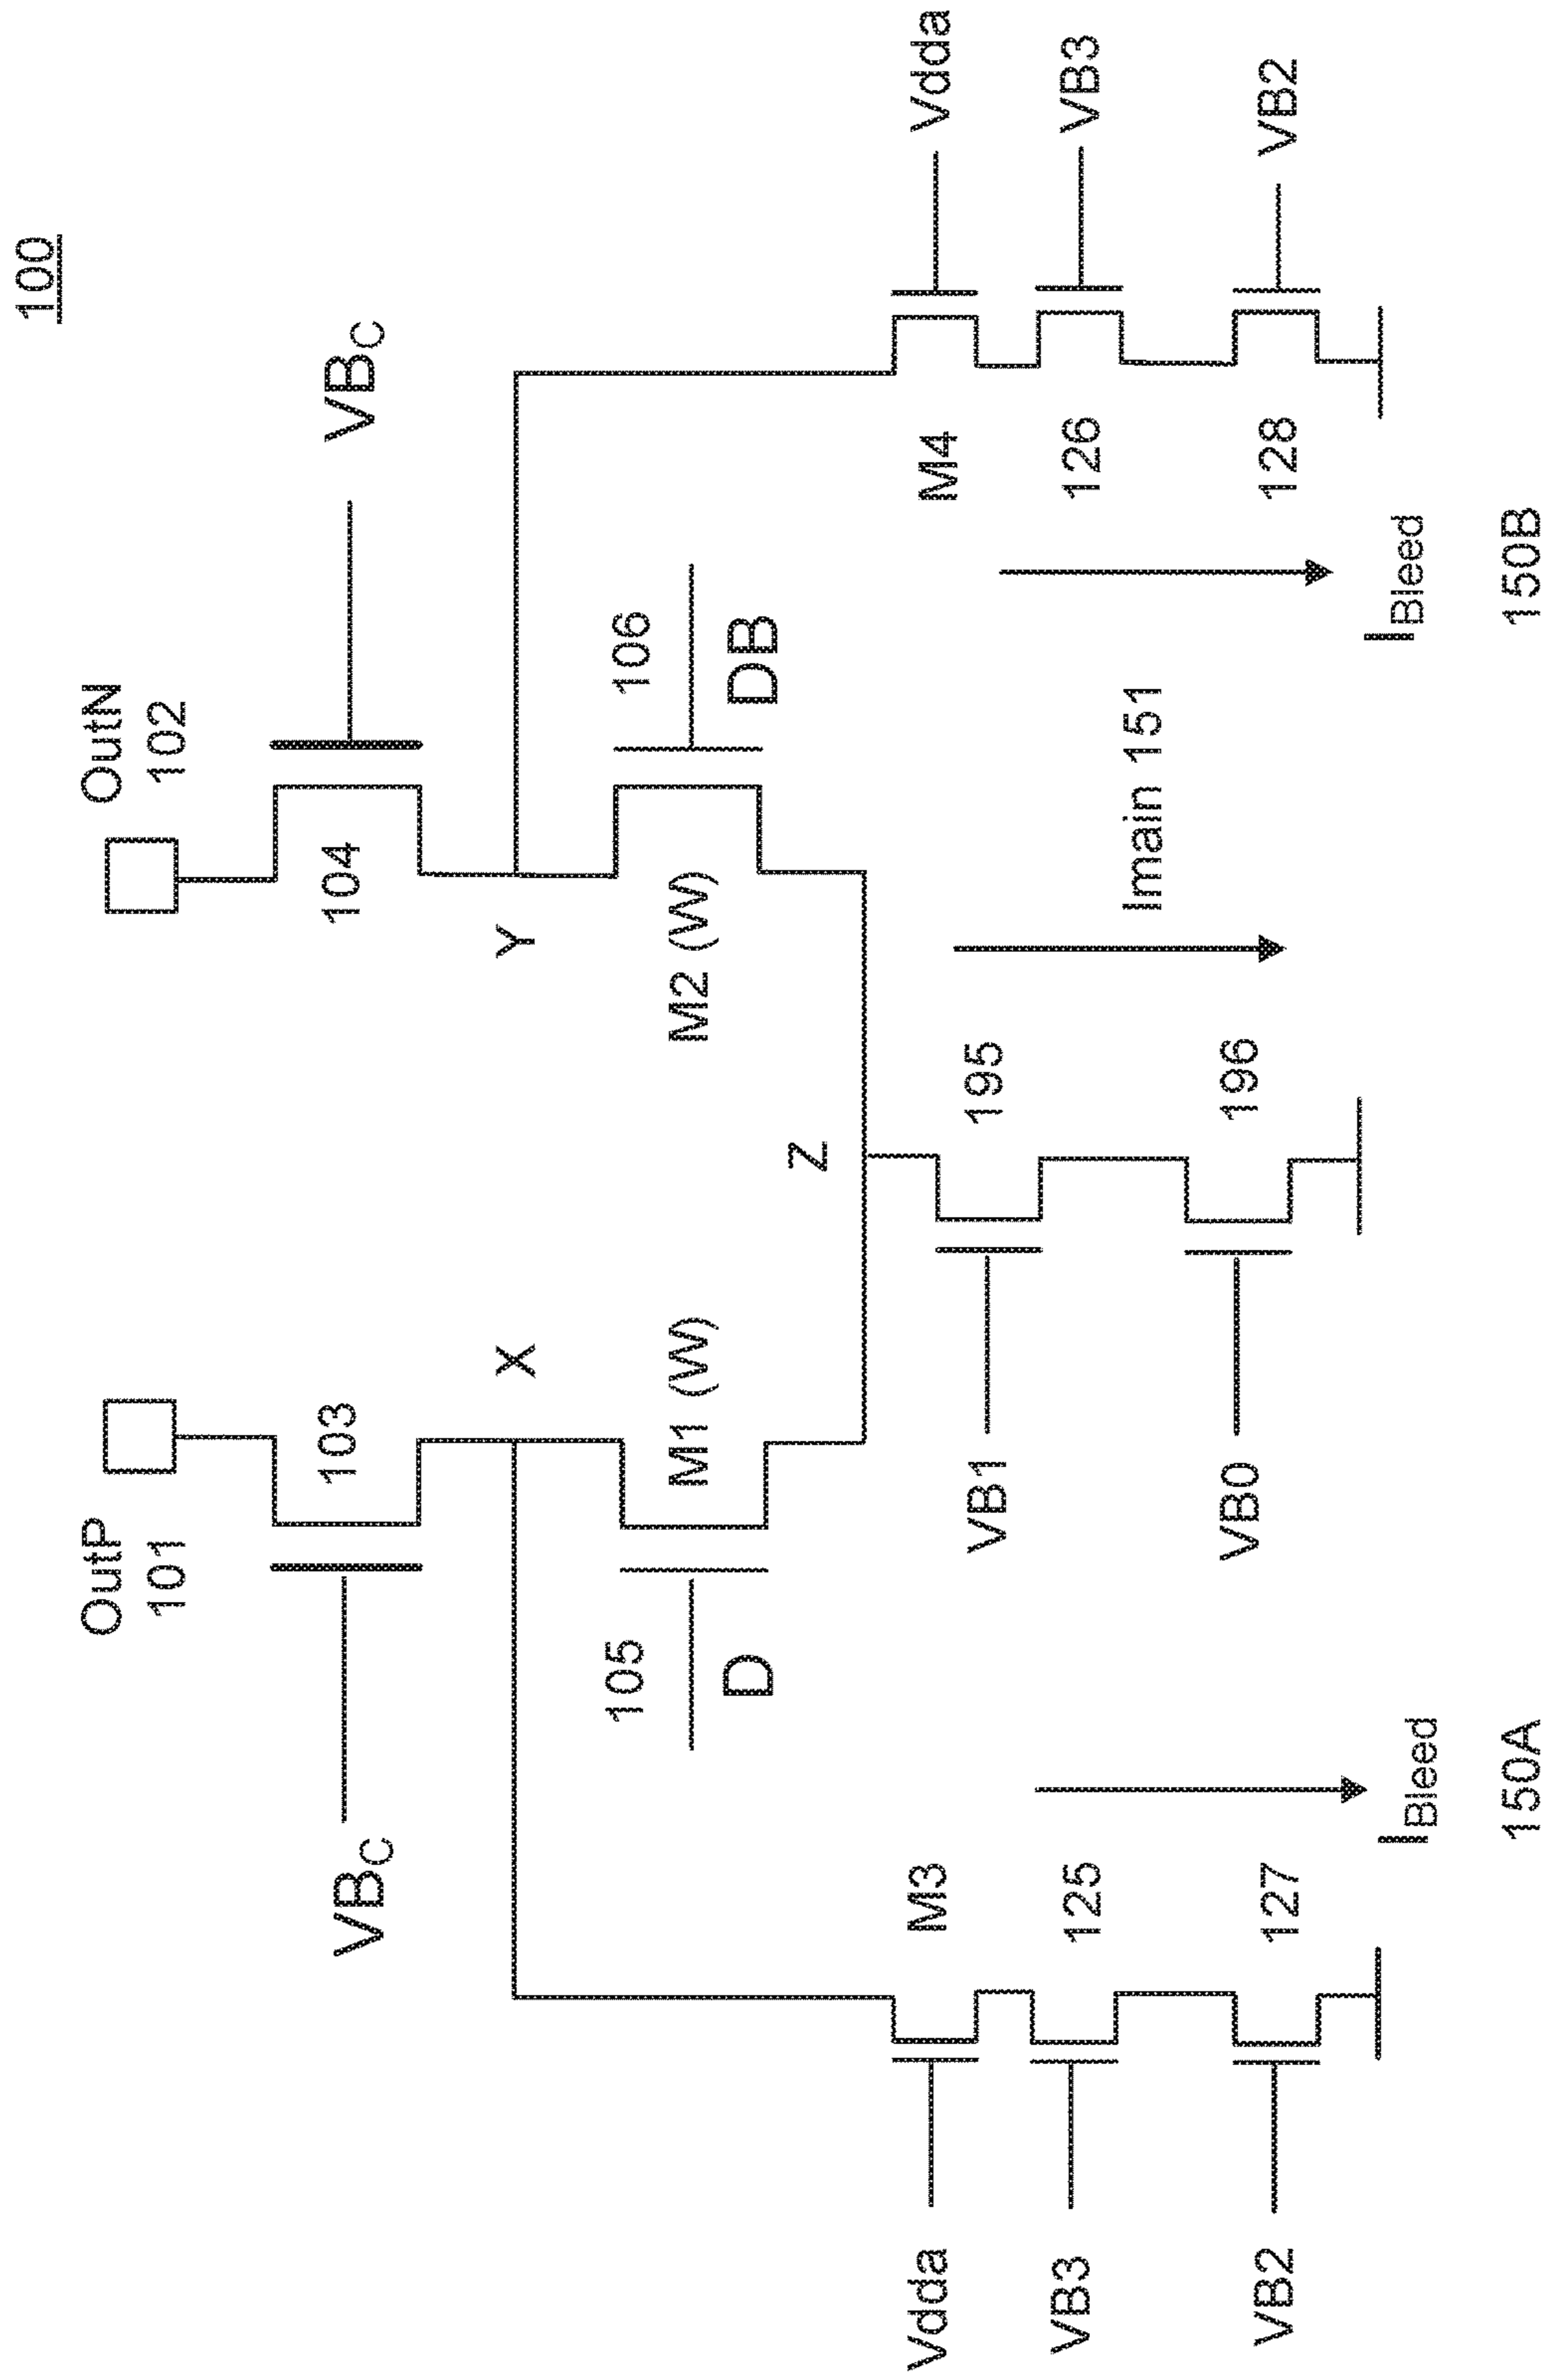 100
OutP
101
OutN
102
VBC
103
104
VBC
X
Y
105
D
M1 (W)
M2 (W)
106
DB
Z
Vdda
M3
M4
Vdda
VB3
125
VB1
195
Imain 151
126
VB3
VB2
127
VB0
196
128
VB2
IBleed
150A
IBleed
150B